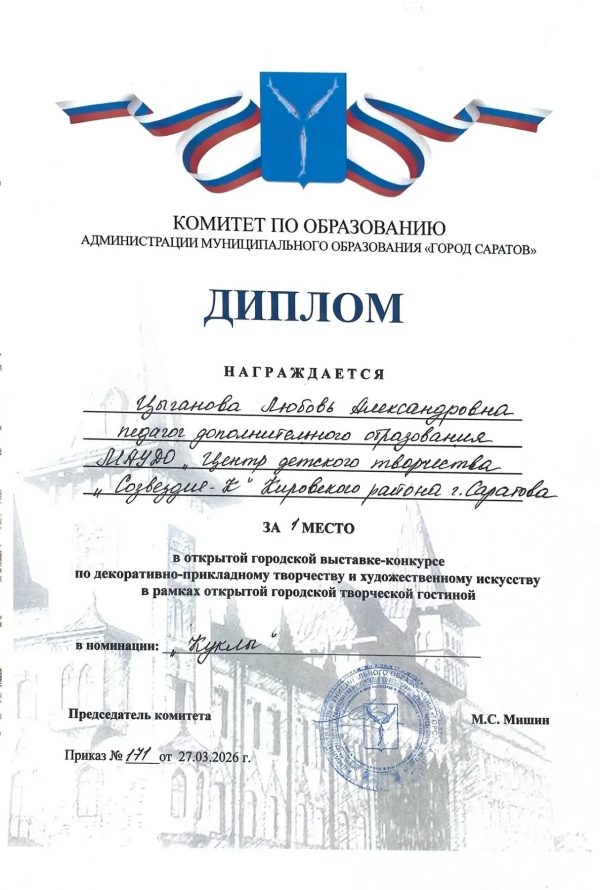 КОМИТЕТ ПО ОБРАЗОВАНИЮ
АДМИНИСТРАЦИИ МУНИЦИПАЛЬНОГО ОБРАЗОВАНИЯ «ГОРОД САРАТОВ»
ДИПЛОМ
НАГРАЖДАЕТСЯ
Цыганова Любовь Александровна
педагог дополнительного образования
МАУДО „Центр детского творчества
„Созвездие-К" Кировского района г. Саратова
ЗА 1 МЕСТО
в открытой городской выставке-конкурсе
по декоративно-прикладному творчеству и художественному искусству
в рамках открытой городской творческой гостиной
в номинации: „Куклы"
Председатель комитета М.С. Мишин
Приказ № 171 от 27.03.2026 г.